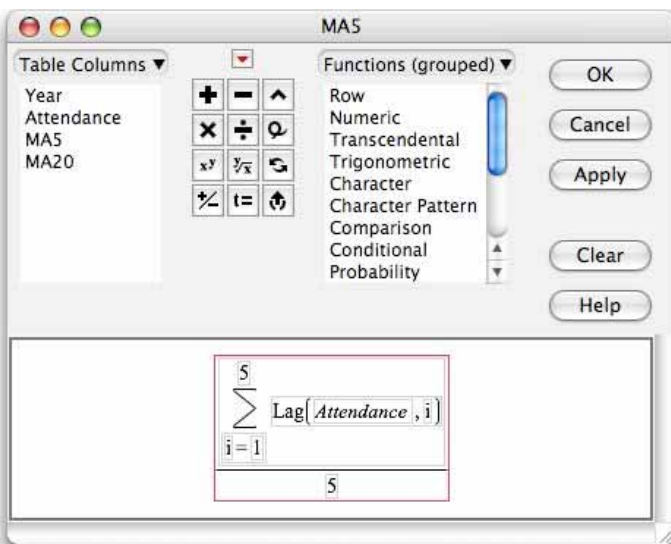 MA5
Table Columns ▼
Year
Attendance
MA5
MA20
+ − ^
× ÷
xʸ ʸ√x
+/− t=
Functions (grouped) ▼
Row
Numeric
Transcendental
Trigonometric
Character
Character Pattern
Comparison
Conditional
Probability
OK
Cancel
Apply
Clear
Help
5
∑ Lag(Attendance, i)
i = 1
5